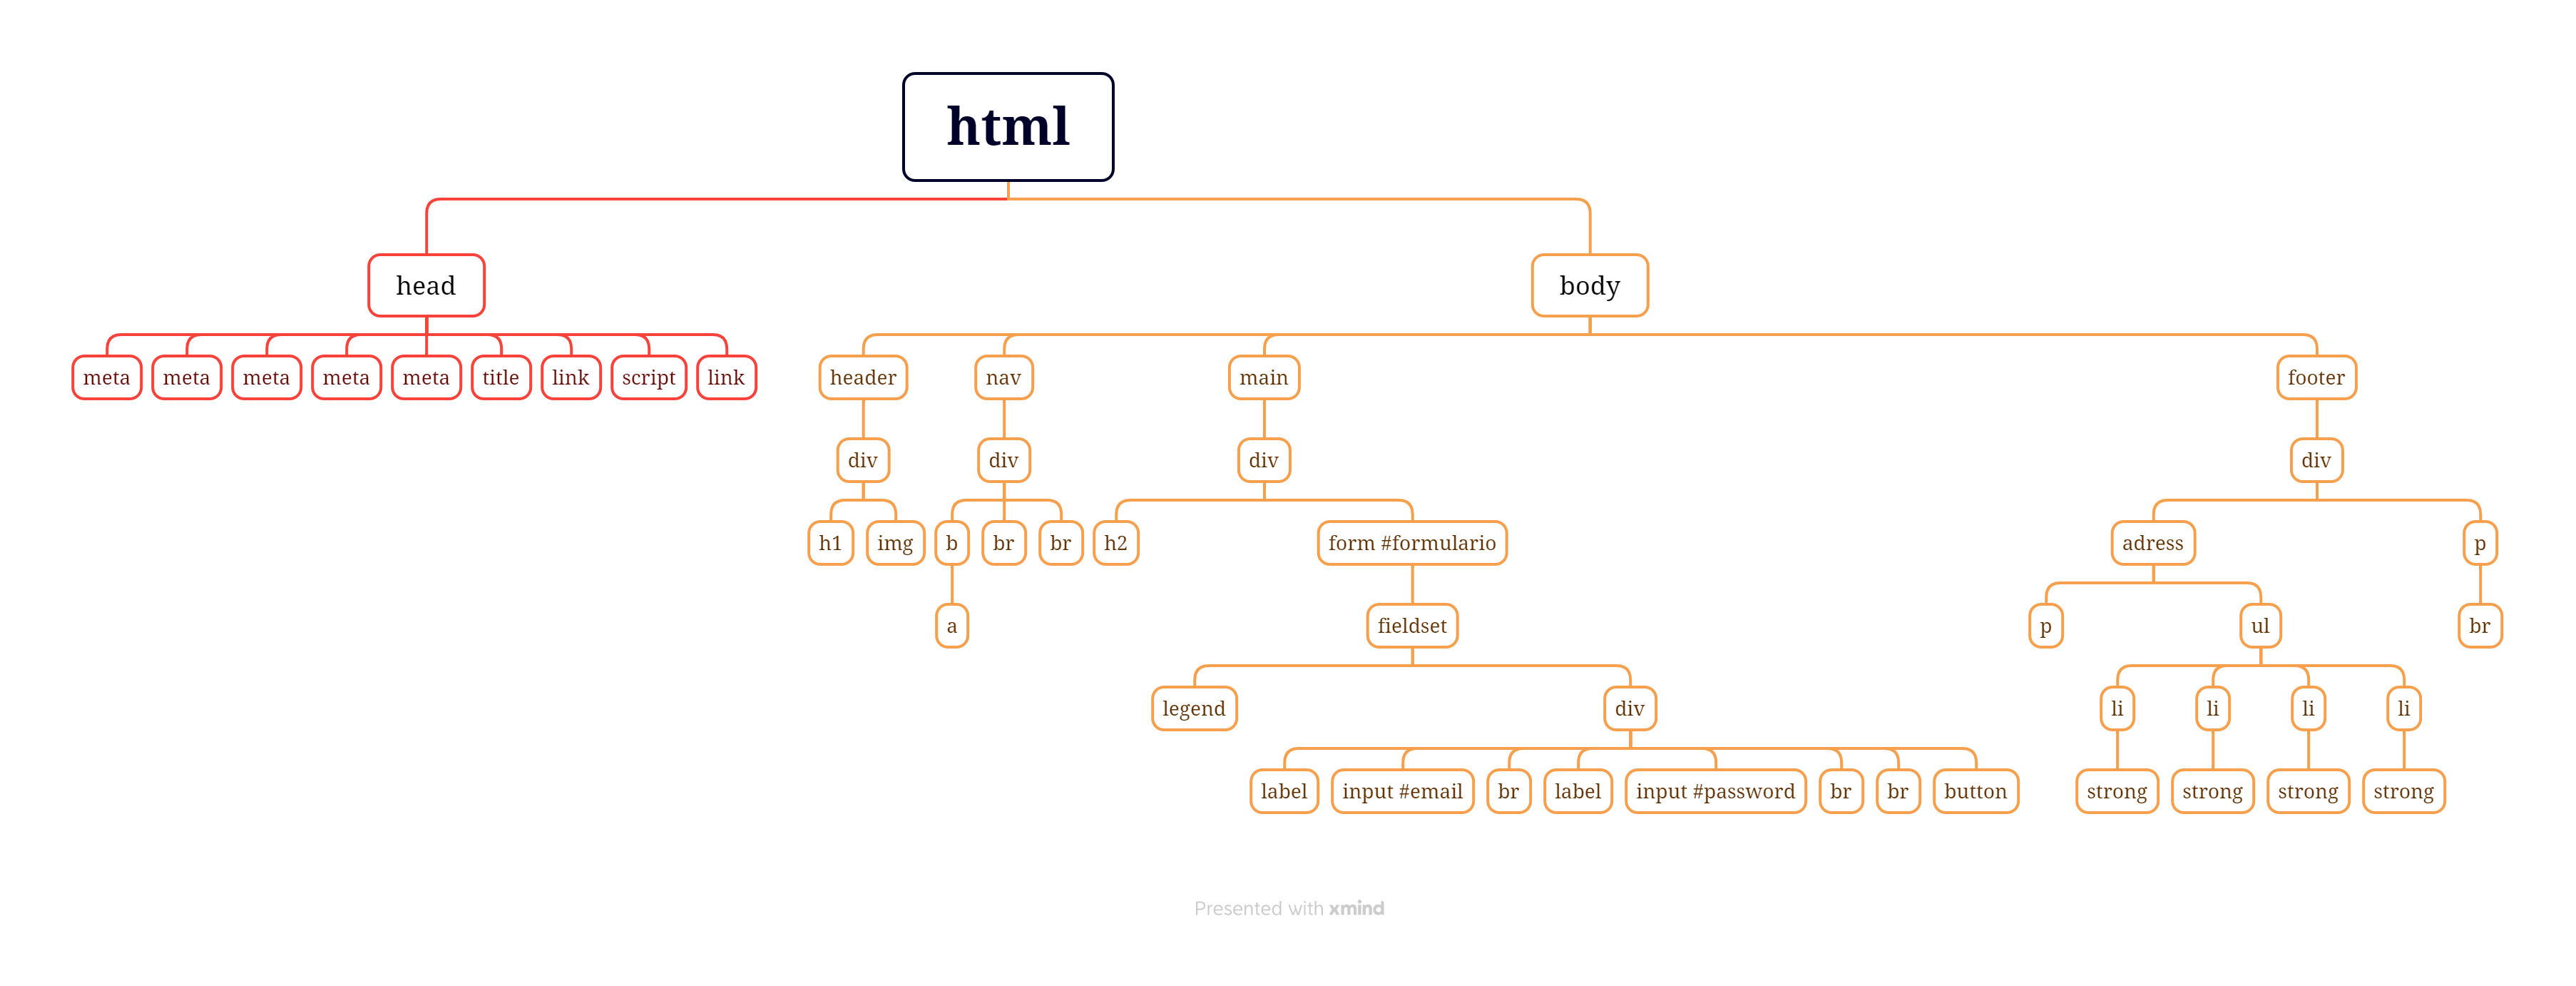 html
head
body
meta
meta
meta
meta
meta
title
link
script
link
header
nav
main
footer
div
div
div
div
h1
img
b
br
br
h2
form #formulario
adress
p
a
fieldset
p
ul
br
legend
div
li
li
li
li
label
input #email
br
label
input #password
br
br
button
strong
strong
strong
strong
Presented with xmind